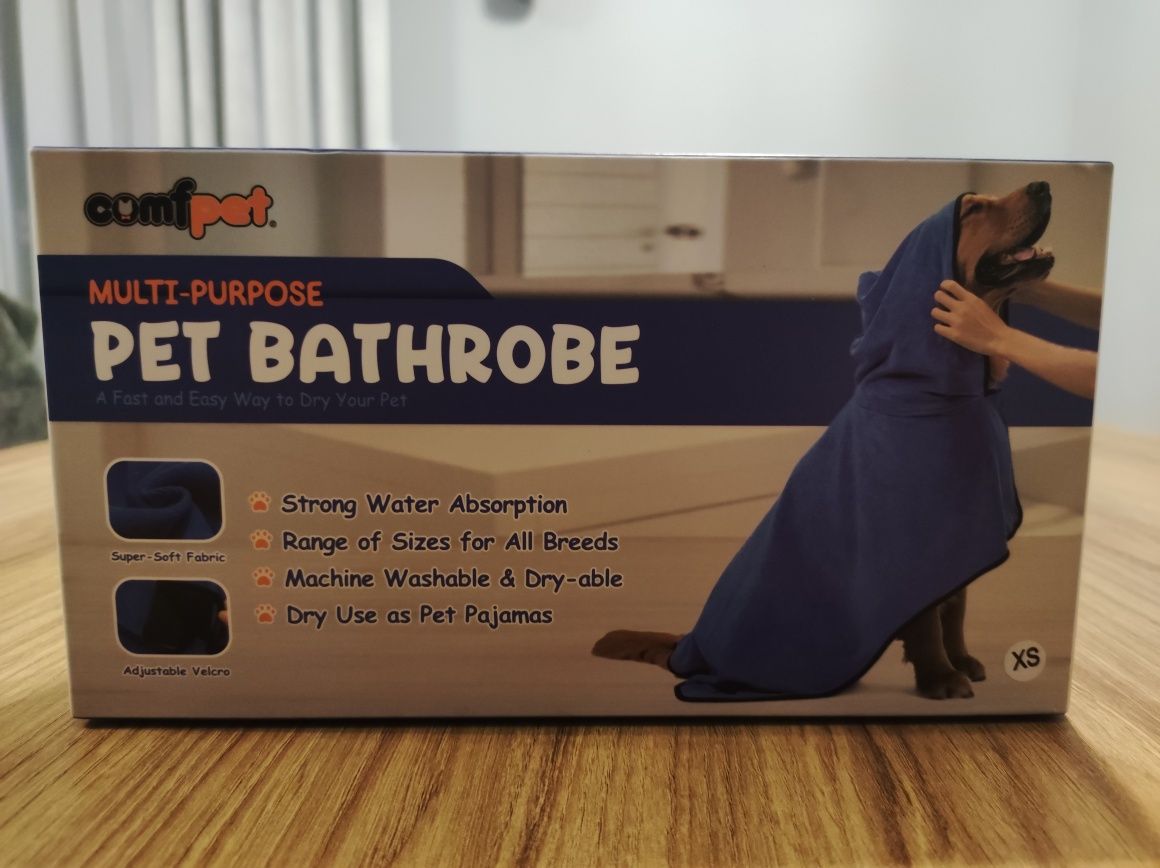 comfpet®
MULTI-PURPOSE
PET BATHROBE
A Fast and Easy Way to Dry Your Pet
Super-Soft Fabric
Adjustable Velcro
Strong Water Absorption
Range of Sizes for All Breeds
Machine Washable & Dry-able
Dry Use as Pet Pajamas
XS